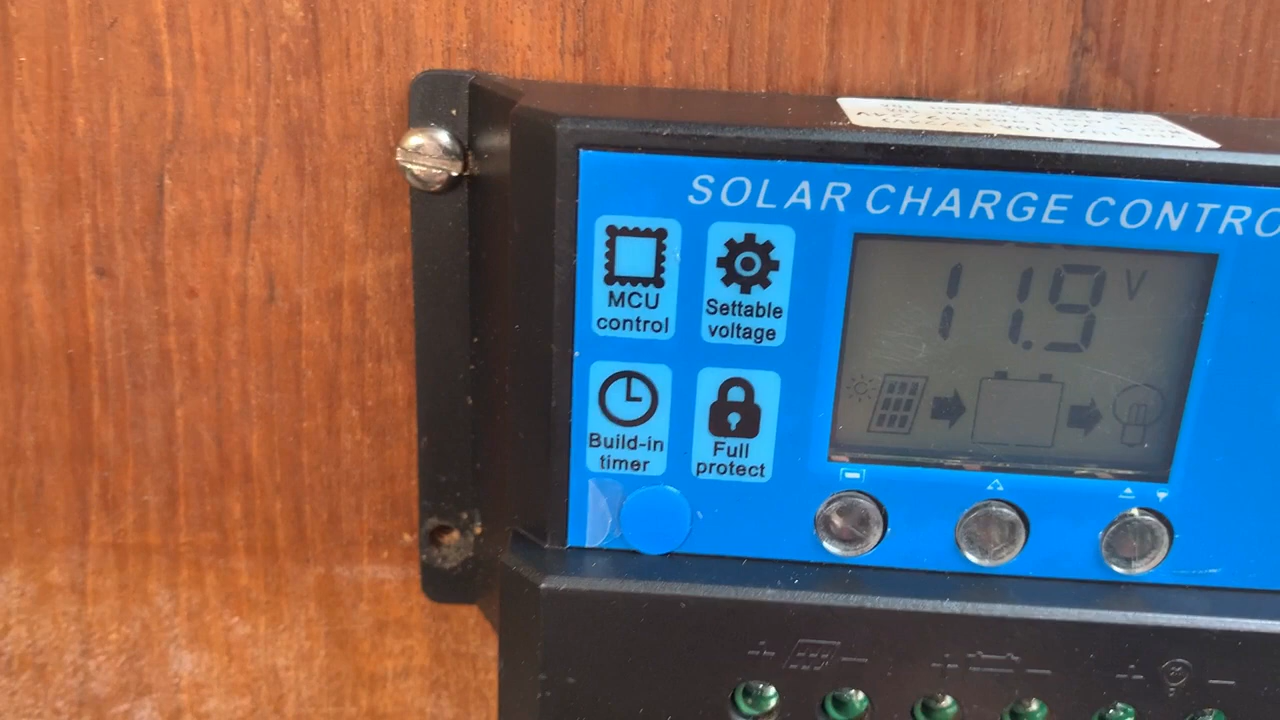 SOLAR CHARGE CONTRO
MCU
control
Settable
voltage
11.9 V
Build-in
timer
Full
protect